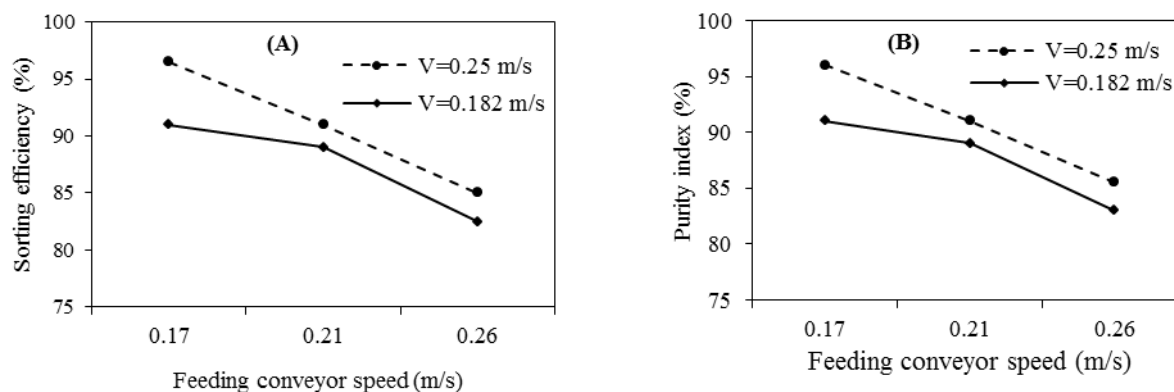 (A)
V=0.25 m/s
V=0.182 m/s
Sorting efficiency (%)
100
95
90
85
80
75
0.17 0.21 0.26
Feeding conveyor speed (m/s)
(B)
V=0.25 m/s
V=0.182 m/s
Purity index (%)
100
95
90
85
80
75
0.17 0.21 0.26
Feeding conveyor speed (m/s)